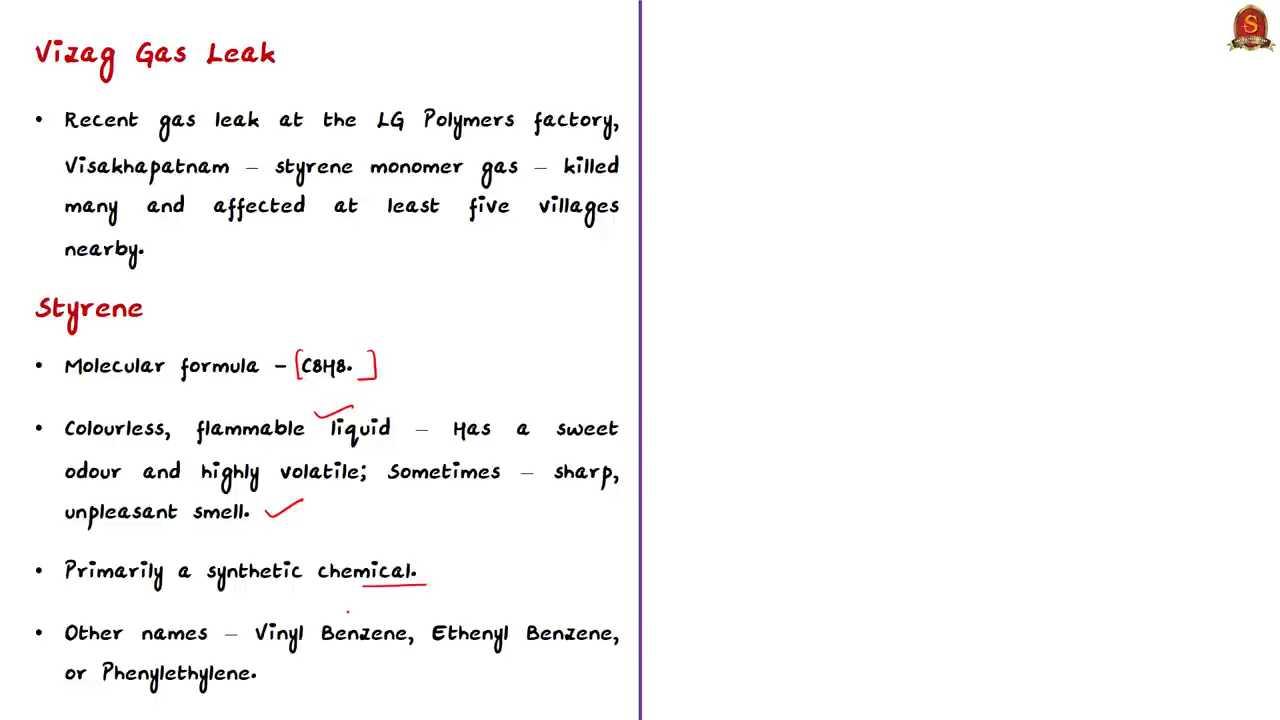 Vizag Gas Leak
• Recent gas leak at the LG Polymers factory,
Visakhapatnam – styrene monomer gas – killed
many and affected at least five villages
nearby.
Styrene
• Molecular formula – [C8H8. ]
• Colourless, flammable liquid – Has a sweet
odour and highly volatile; Sometimes – sharp,
unpleasant smell.
• Primarily a synthetic chemical.
• Other names – Vinyl Benzene, Ethenyl Benzene,
or Phenylethylene.
S